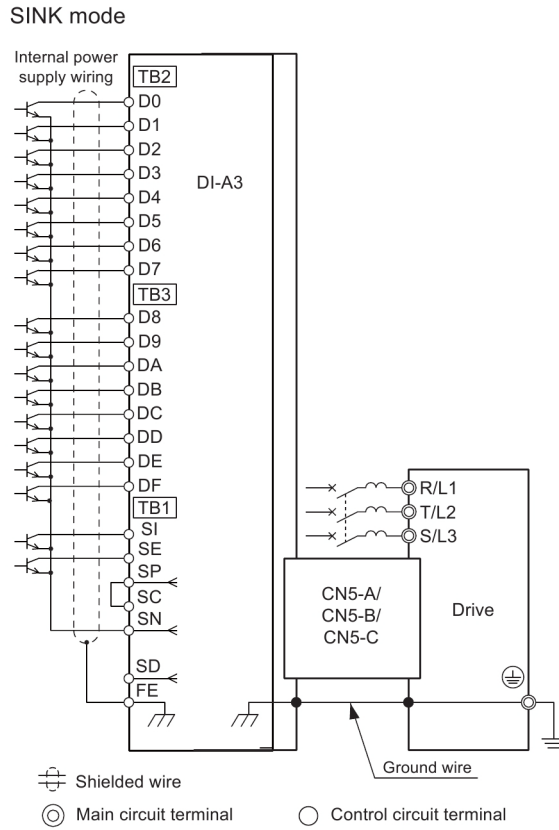 SINK mode
Internal power
supply wiring
TB2
D0
D1
D2
D3
D4
D5
D6
D7
TB3
D8
D9
DA
DB
DC
DD
DE
DF
TB1
SI
SE
SP
SC
SN
SD
FE
DI-A3
R/L1
T/L2
S/L3
CN5-A/
CN5-B/
CN5-C
Drive
Ground wire
Shielded wire
Main circuit terminal
Control circuit terminal